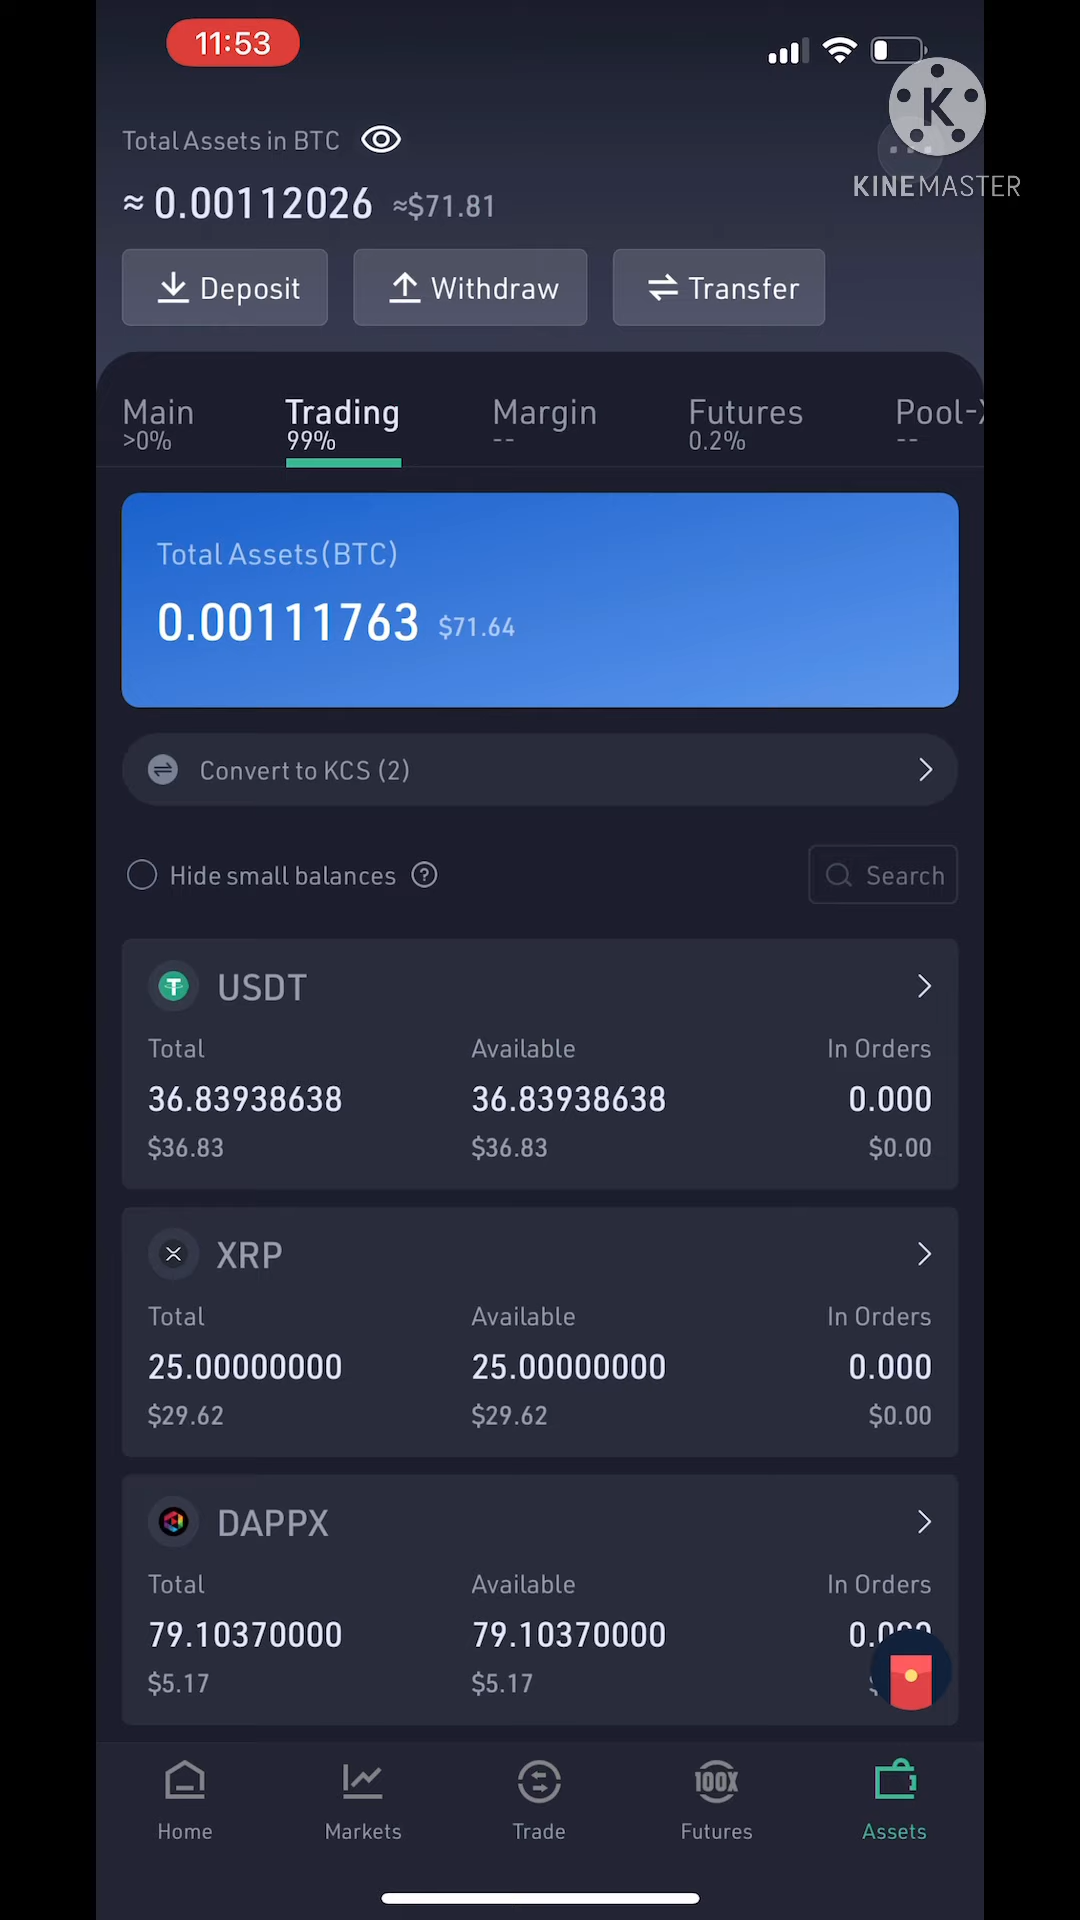 11:53
K
KINEMASTER
Total Assets in BTC
≈ 0.00112026 ≈$71.81
Deposit Withdraw Transfer
Main Trading Margin Futures Pool-X
>0% 99% -- 0.2% --
Total Assets(BTC)
0.00111763 $71.64
Convert to KCS (2)
Hide small balances ? Search
USDT
Total Available In Orders
36.83938638 36.83938638 0.000
$36.83 $36.83 $0.00
XRP
Total Available In Orders
25.00000000 25.00000000 0.000
$29.62 $29.62 $0.00
DAPPX
Total Available In Orders
79.10370000 79.10370000
$5.17 $5.17
100X
Home Markets Trade Futures Assets